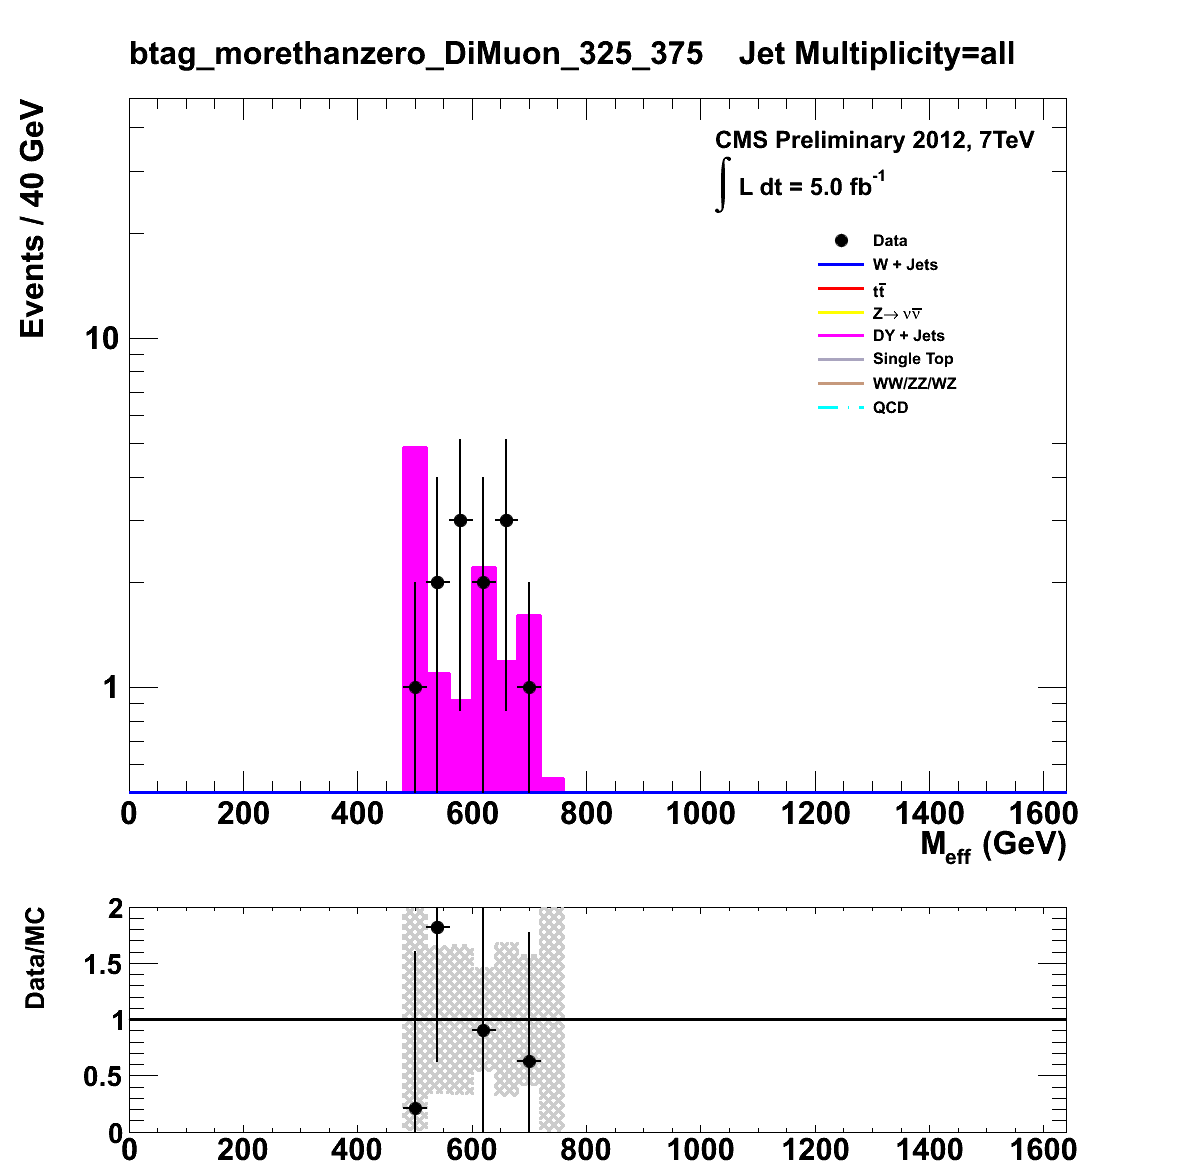 btag_morethanzero_DiMuon_325_375 Jet Multiplicity=all
Events / 40 GeV
CMS Preliminary 2012, 7TeV
∫ L dt = 5.0 fb⁻¹
Data
W + Jets
tt̅
Z→ νν̅
DY + Jets
Single Top
WW/ZZ/WZ
QCD
10
1
0 200 400 600 800 1000 1200 1400 1600
M_eff (GeV)
Data/MC
2
1.5
1
0.5
0
0 200 400 600 800 1000 1200 1400 1600